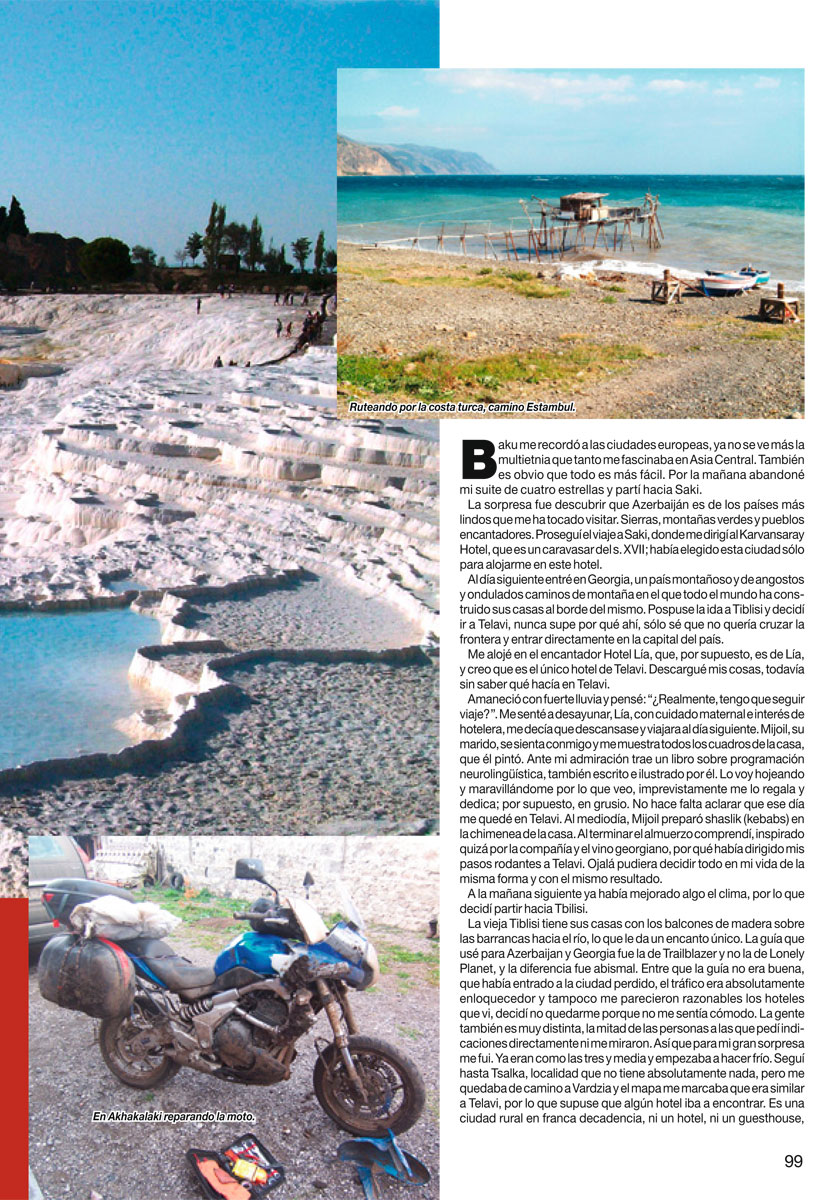 Ruteando por la costa turca, camino Estambul.
Baku me recordó a las ciudades europeas, ya no se ve más la
multietnia que tanto me fascinaba en Asia Central. También
es obvio que todo es más fácil. Por la mañana abandoné
mi suite de cuatro estrellas y partí hacia Saki.
La sorpresa fue descubrir que Azerbaiján es de los países más
lindos que me ha tocado visitar. Sierras, montañas verdes y pueblos
encantadores. Proseguí el viaje a Saki, donde me dirigí al Karvansaray
Hotel, que es un caravasar del s. XVII; había elegido esta ciudad sólo
para alojarme en este hotel.
Al día siguiente entré en Georgia, un país montañoso y de angostos
y ondulados caminos de montaña en el que todo el mundo ha cons-
truido sus casas al borde del mismo. Pospuse la ida a Tiblisi y decidí
ir a Telavi, nunca supe por qué ahí, sólo sé que no quería cruzar la
frontera y entrar directamente en la capital del país.
Me alojé en el encantador Hotel Lía, que, por supuesto, es de Lía,
y creo que es el único hotel de Telavi. Descargué mis cosas, todavía
sin saber qué hacía en Telavi.
Amaneció con fuerte lluvia y pensé: “¿Realmente, tengo que seguir
viaje?”. Me senté a desayunar, Lía, con cuidado maternal e interés de
hotelera, me decía que descansase y viajara al día siguiente. Mijoil, su
marido, se sienta conmigo y me muestra todos los cuadros de la casa,
que él pintó. Ante mi admiración trae un libro sobre programación
neurolingüística, también escrito e ilustrado por él. Lo voy hojeando
y maravillándome por lo que veo, imprevistamente me lo regala y
dedica; por supuesto, en grusio. No hace falta aclarar que ese día
me quedé en Telavi. Al mediodía, Mijoil preparó shaslik (kebabs) en
la chimenea de la casa. Al terminar el almuerzo comprendí, inspirado
quizá por la compañía y el vino georgiano, por qué había dirigido mis
pasos rodantes a Telavi. Ojalá pudiera decidir todo en mi vida de la
misma forma y con el mismo resultado.
A la mañana siguiente ya había mejorado algo el clima, por lo que
decidí partir hacia Tbilisi.
La vieja Tiblisi tiene sus casas con los balcones de madera sobre
las barrancas hacia el río, lo que le da un encanto único. La guía que
usé para Azerbaijan y Georgia fue la de Trailblazer y no la de Lonely
Planet, y la diferencia fue abismal. Entre que la guía no era buena,
que había entrado a la ciudad perdido, el tráfico era absolutamente
enloquecedor y tampoco me parecieron razonables los hoteles
que vi, decidí no quedarme porque no me sentía cómodo. La gente
también es muy distinta, la mitad de las personas a las que pedí indi-
caciones directamente ni me miraron. Así que para mi gran sorpresa
me fui. Ya eran como las tres y media y empezaba a hacer frío. Seguí
hasta Tsalka, localidad que no tiene absolutamente nada, pero me
quedaba de camino a Vardzia y el mapa me marcaba que era similar
a Telavi, por lo que supuse que algún hotel iba a encontrar. Es una
ciudad rural en franca decadencia, ni un hotel, ni un guesthouse,
En Akhakalaki reparando la moto.
99